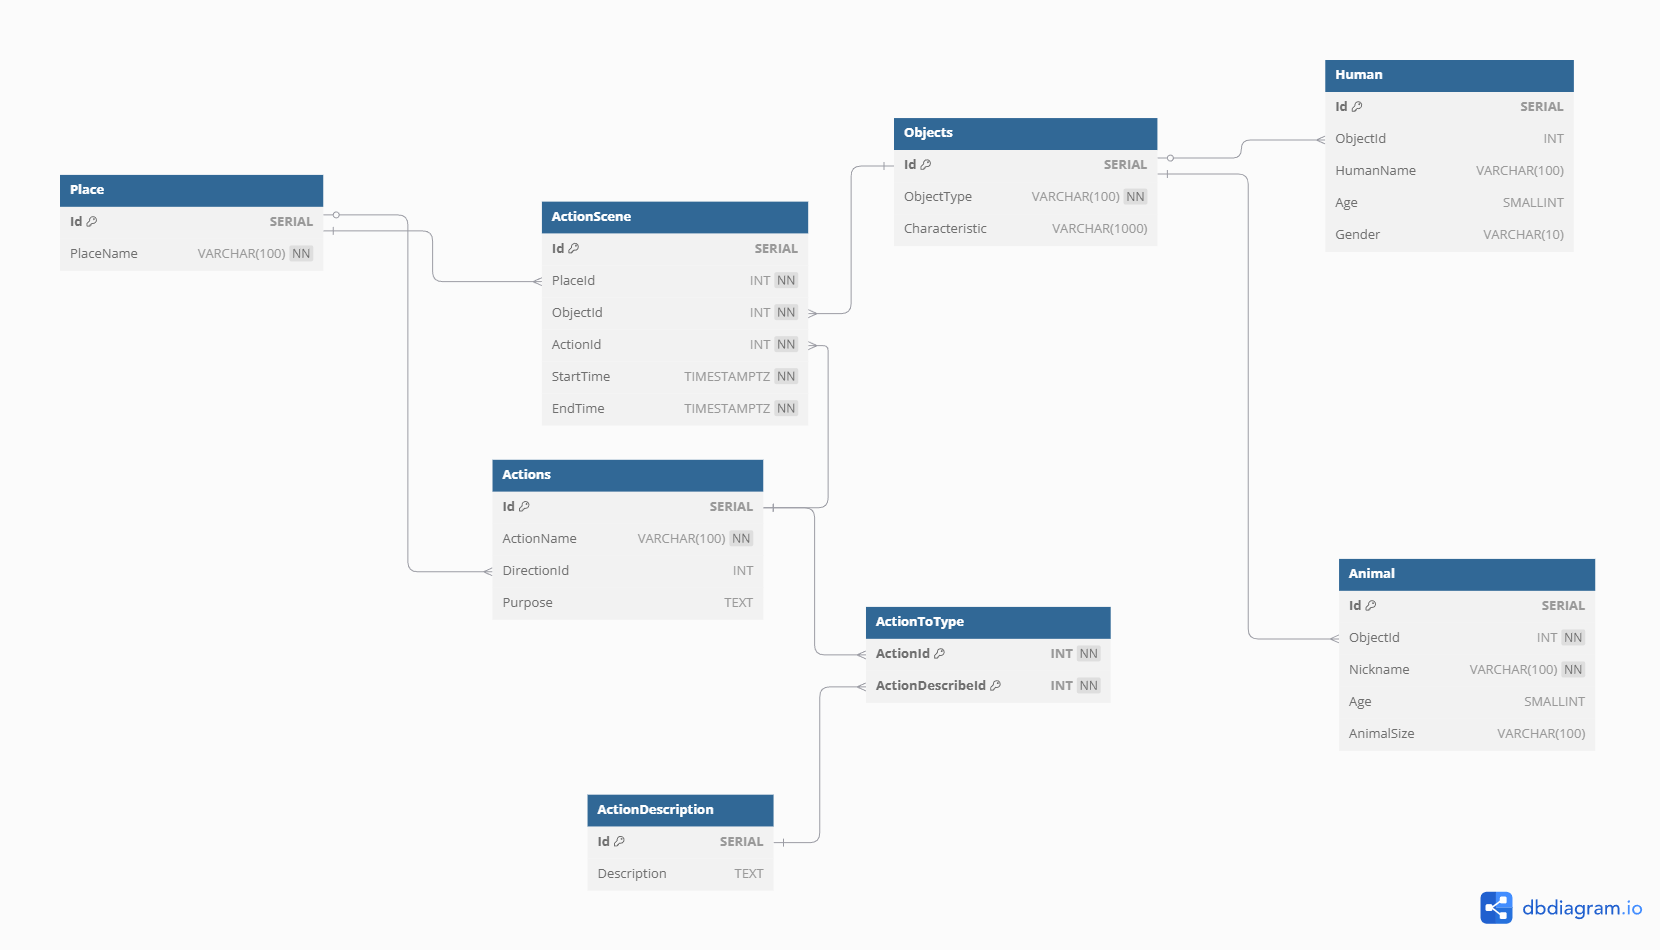 Place
Id SERIAL
PlaceName VARCHAR(100) NN
ActionScene
Id SERIAL
PlaceId INT NN
ObjectId INT NN
ActionId INT NN
StartTime TIMESTAMPTZ NN
EndTime TIMESTAMPTZ NN
Actions
Id SERIAL
ActionName VARCHAR(100) NN
DirectionId INT
Purpose TEXT
ActionDescription
Id SERIAL
Description TEXT
Objects
Id SERIAL
ObjectType VARCHAR(100) NN
Characteristic VARCHAR(1000)
ActionToType
ActionId INT NN
ActionDescribeId INT NN
Human
Id SERIAL
ObjectId INT
HumanName VARCHAR(100)
Age SMALLINT
Gender VARCHAR(10)
Animal
Id SERIAL
ObjectId INT NN
Nickname VARCHAR(100) NN
Age SMALLINT
AnimalSize VARCHAR(100)
dbdiagram.io